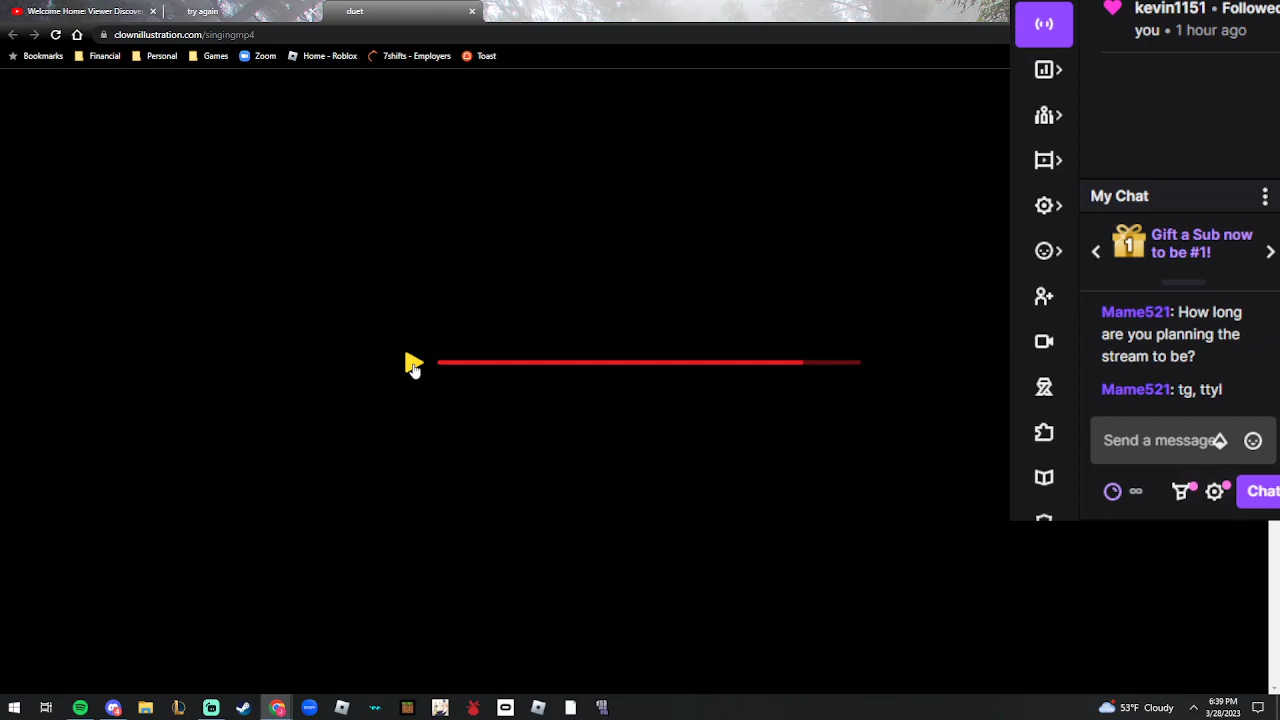 Welcome Home: Viewer Discove
try again
duet
clownillustration.com/singingmp4
Bookmarks Financial Personal Games Zoom Home - Roblox 7shifts - Employers Toast
kevin1151 • Followed
you • 1 hour ago
My Chat
1
Gift a Sub now
to be #1!
Mame521: How long
are you planning the
stream to be?
Mame521: tg, ttyl
Send a message
Chat
zoom
53°F Cloudy
6:39 PM
3/28/2023